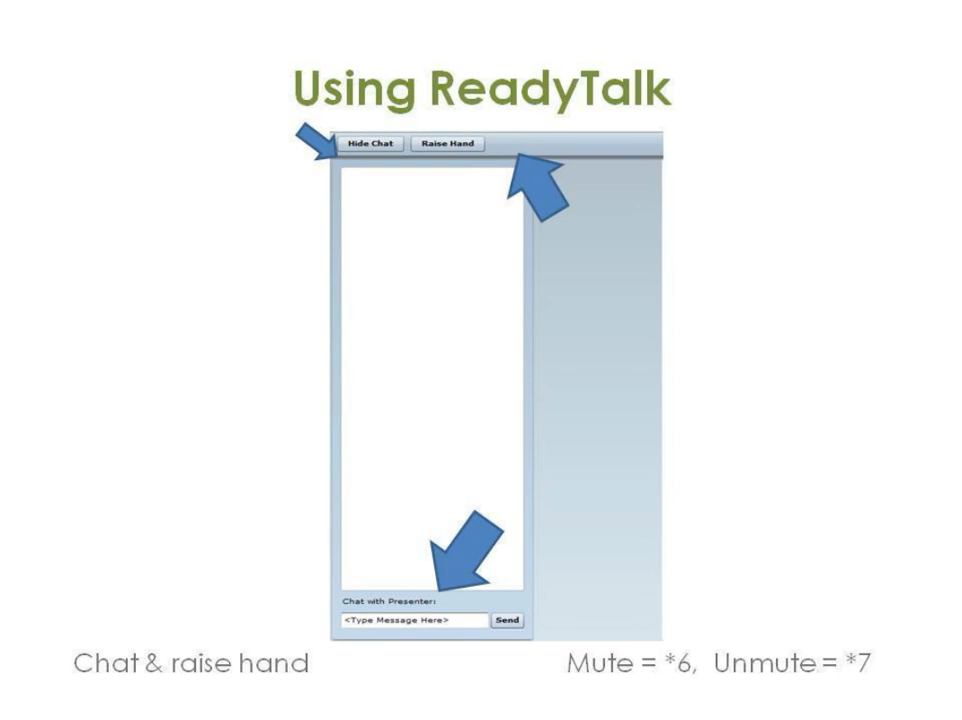 Using ReadyTalk
Hide Chat Raise Hand
Chat with Presenter:
<Type Message Here> Send
Chat & raise hand Mute = *6, Unmute = *7